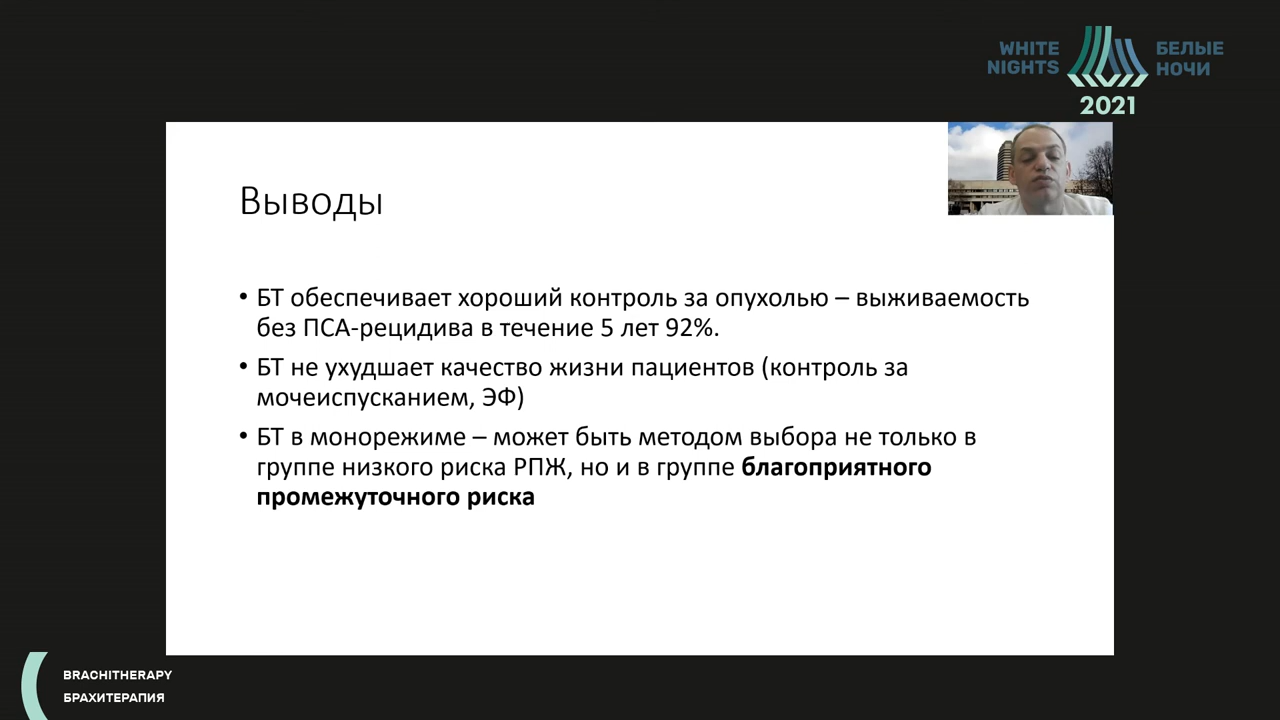 WHITE
NIGHTS
БЕЛЫЕ
НОЧИ
2021
Выводы
• БТ обеспечивает хороший контроль за опухолью – выживаемость
без ПСА-рецидива в течение 5 лет 92%.
• БТ не ухудшает качество жизни пациентов (контроль за
мочеиспусканием, ЭФ)
• БТ в монорежиме – может быть методом выбора не только в
группе низкого риска РПЖ, но и в группе благоприятного
промежуточного риска
BRACHITHERAPY
БРАХИТЕРАПИЯ